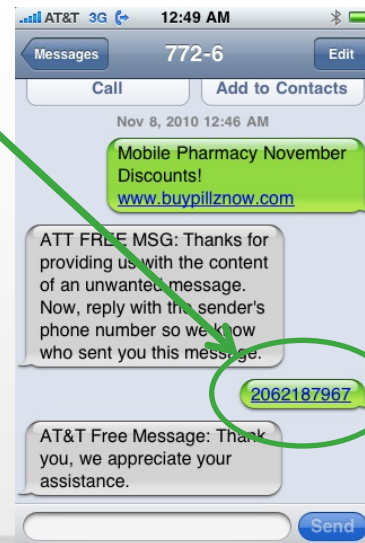 AT&T 3G 12:49 AM
Messages 772-6 Edit
Call Add to Contacts
Nov 8, 2010 12:46 AM
Mobile Pharmacy November
Discounts!
www.buypillznow.com
ATT FREE MSG: Thanks for
providing us with the content
of an unwanted message.
Now, reply with the sender's
phone number so we know
who sent you this message.
2062187967
AT&T Free Message: Thank
you, we appreciate your
assistance.
Send